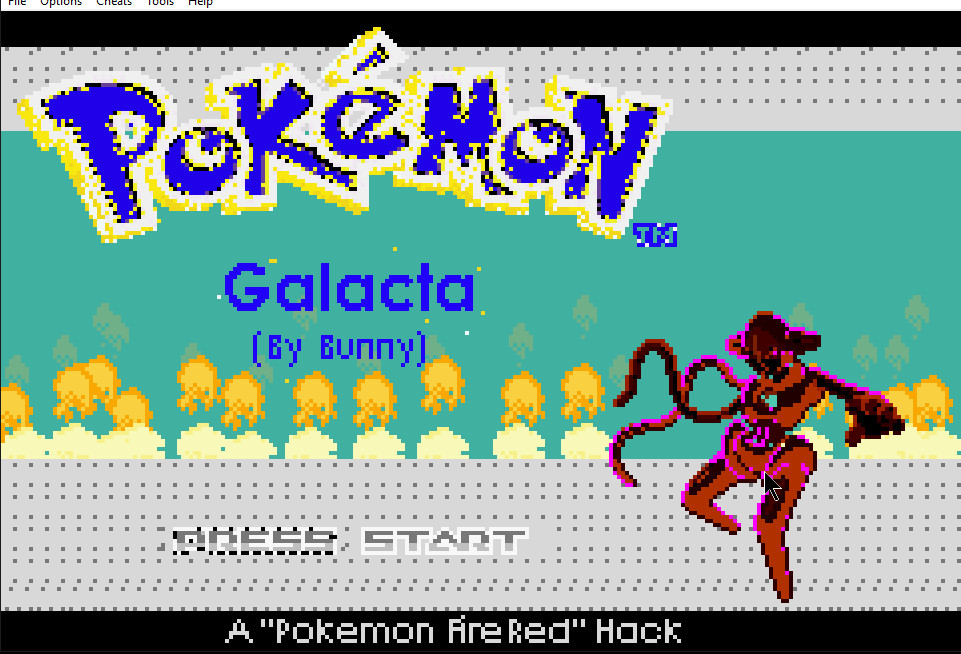 File Options Cheats Tools Help
POKéMON
TM
Galacta
(By Bunny)
PRESS START
A "Pokemon FireRed" Hack